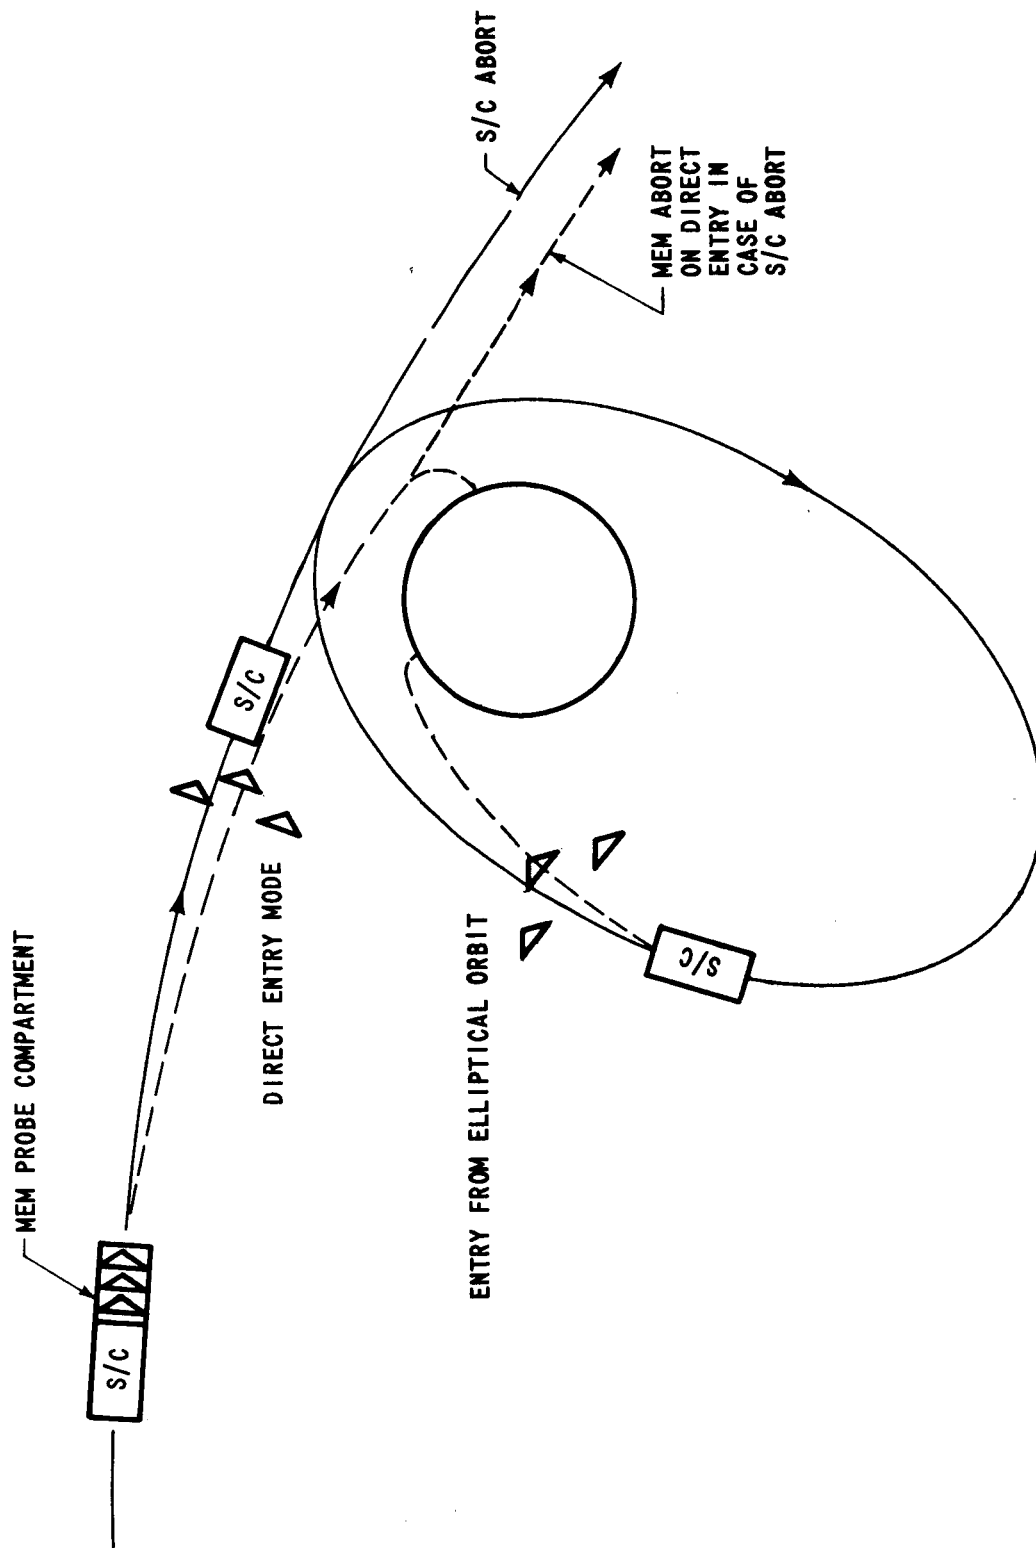 MEM PROBE COMPARTMENT
S/C
S/C
S/C ABORT
DIRECT ENTRY MODE
MEM ABORT
ON DIRECT
ENTRY IN
CASE OF
S/C ABORT
ENTRY FROM ELLIPTICAL ORBIT
S/C